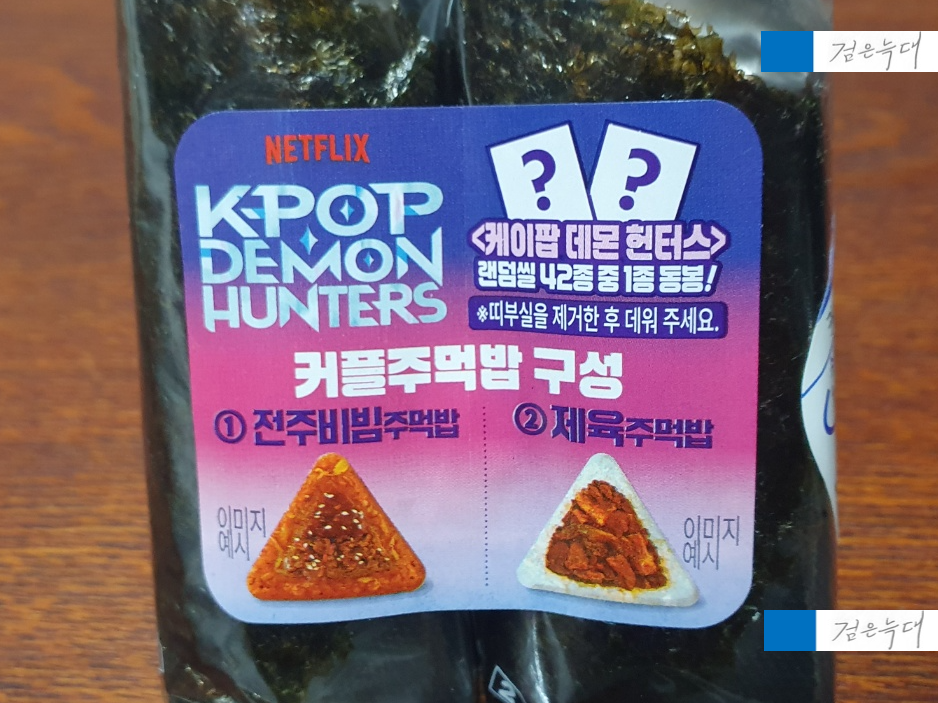 검은늑대
NETFLIX
K-POP
DEMON
HUNTERS
? ?
<케이팝 데몬 헌터스>
랜덤씰 42종 중 1종 동봉!
※띠부실을 제거한 후 데워 주세요.
커플주먹밥 구성
① 전주비빔주먹밥
② 제육주먹밥
이미지
예시
이미지
예시
검은늑대